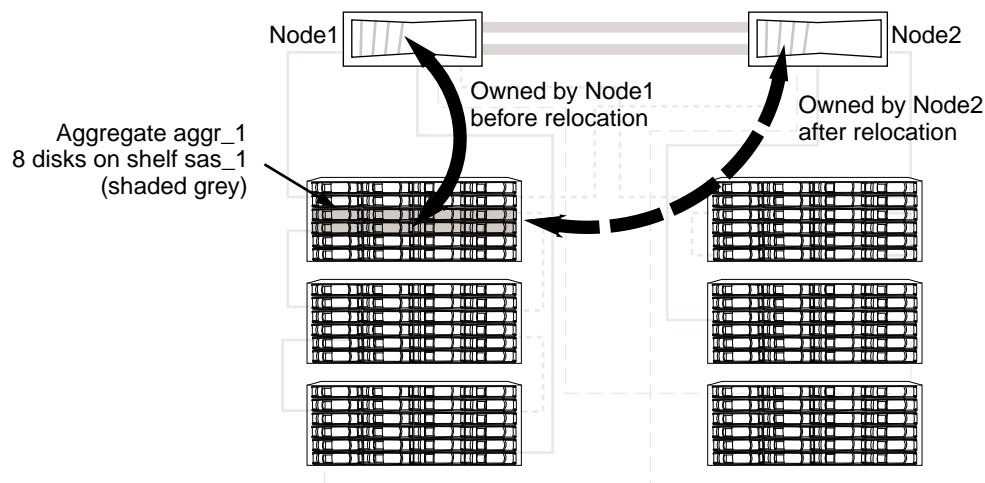 Node1
Node2
Owned by Node1
before relocation
Owned by Node2
after relocation
Aggregate aggr_1
8 disks on shelf sas_1
(shaded grey)